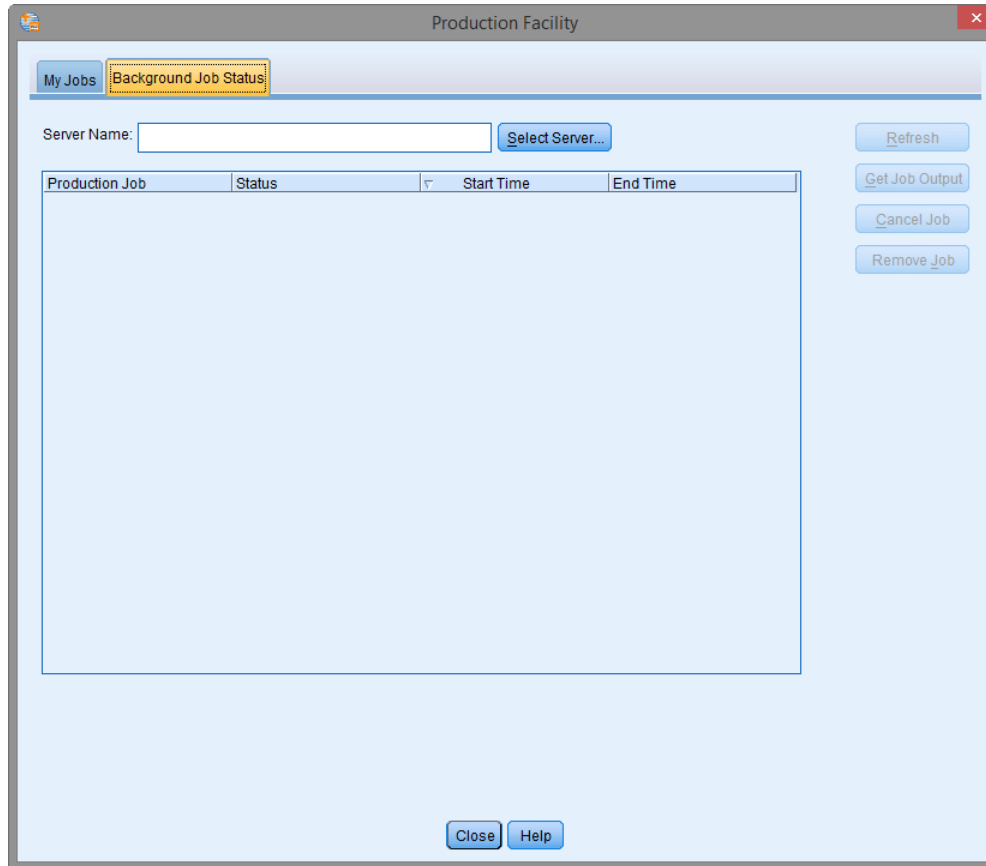 Production Facility
My Jobs
Background Job Status
Server Name:
Select Server...
Refresh
Production Job Status Start Time End Time
Get Job Output
Cancel Job
Remove Job
Close Help